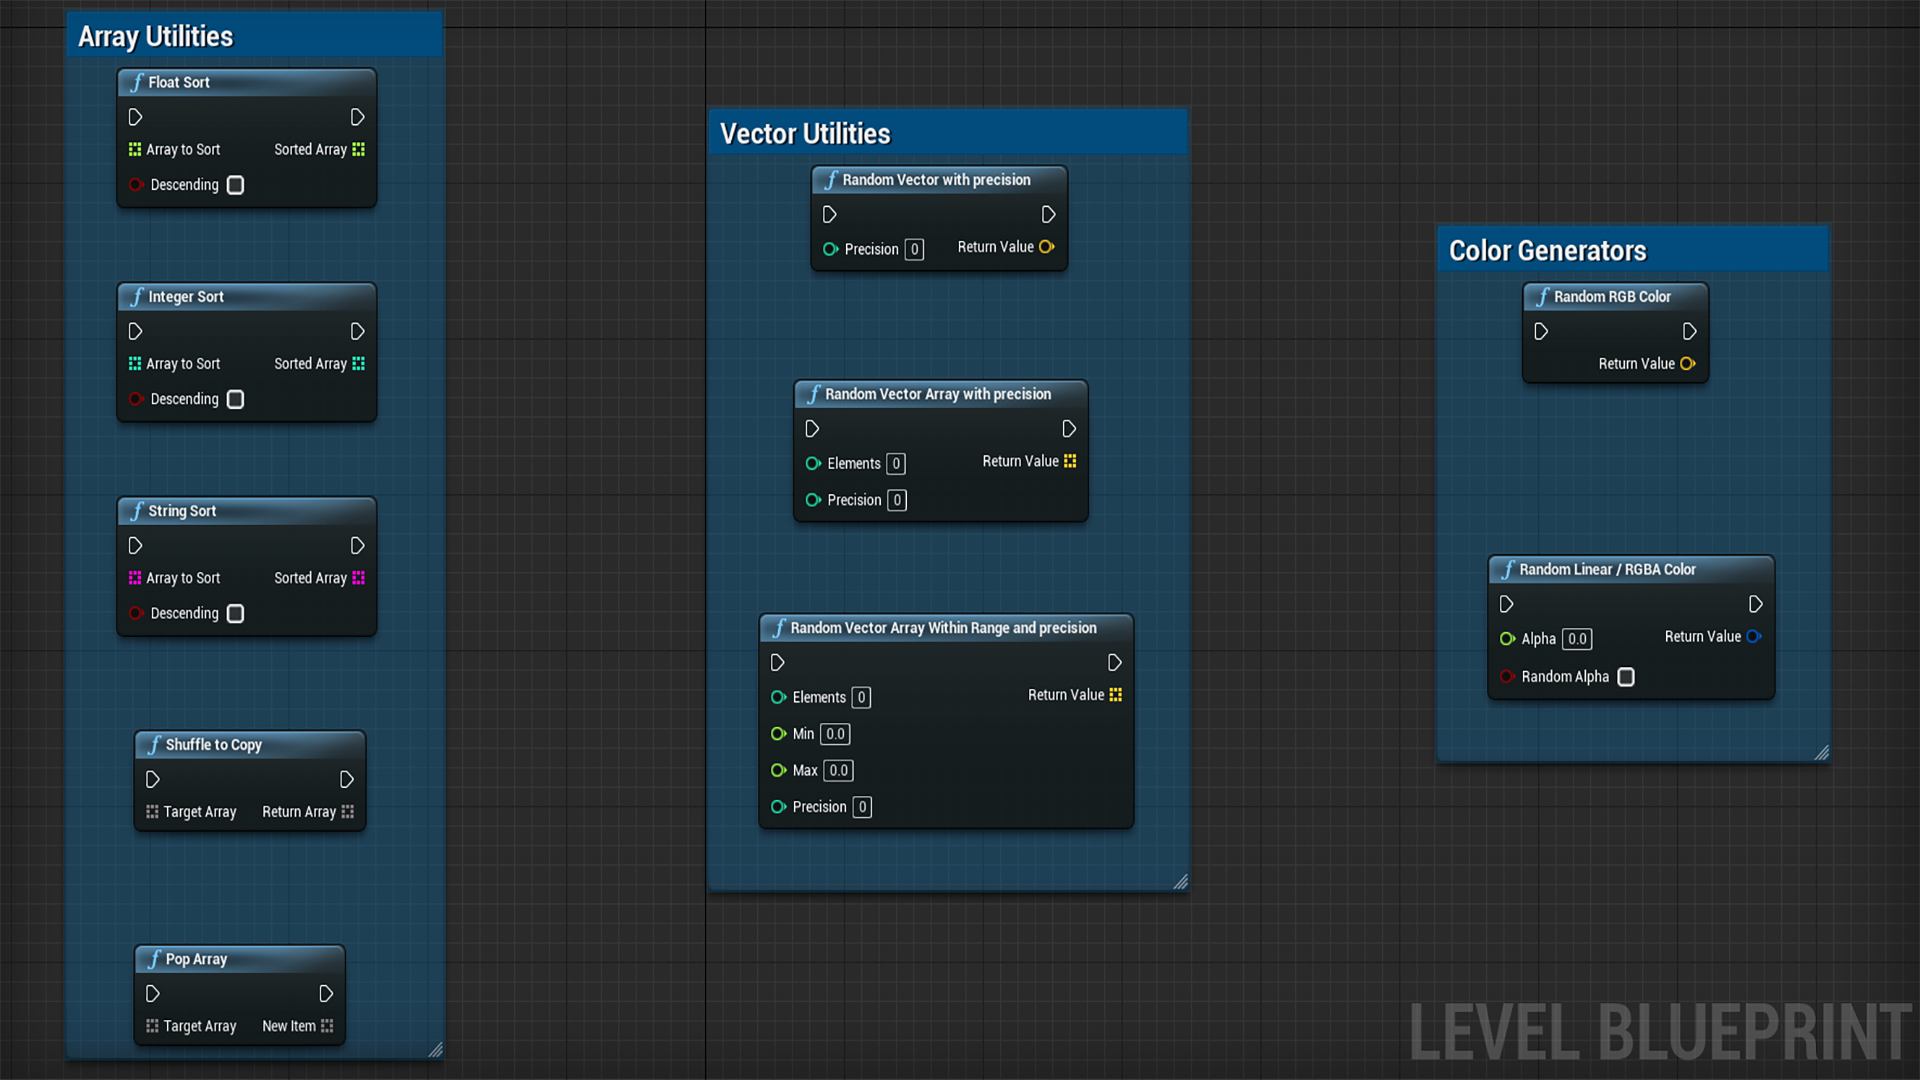 Array Utilities
f Float Sort
Array to Sort Sorted Array
Descending
f Integer Sort
Array to Sort Sorted Array
Descending
f String Sort
Array to Sort Sorted Array
Descending
f Shuffle to Copy
Target Array Return Array
f Pop Array
Target Array New Item
Vector Utilities
f Random Vector with precision
Precision 0 Return Value
f Random Vector Array with precision
Elements 0 Return Value
Precision 0
f Random Vector Array Within Range and precision
Elements 0 Return Value
Min 0.0
Max 0.0
Precision 0
Color Generators
f Random RGB Color
Return Value
f Random Linear / RGBA Color
Alpha 0.0 Return Value
Random Alpha
LEVEL BLUEPRINT